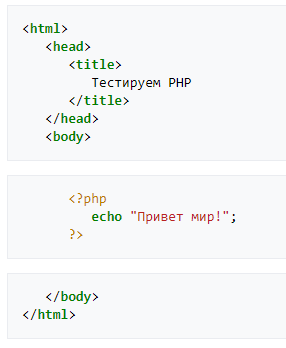 <html>
<head>
<title>
Тестируем PHP
</title>
</head>
<body>
<?php
echo "Привет мир!";
?>
</body>
</html>